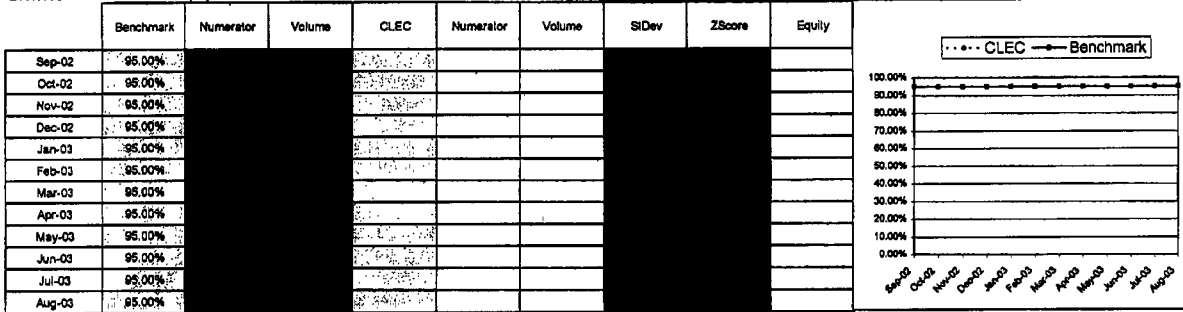 Benchmark Numerator Volume CLEC Numerator Volume StDev ZScore Equity
Sep-02 95.00%
Oct-02 95.00%
Nov-02 95.00%
Dec-02 95.00%
Jan-03 95.00%
Feb-03 95.00%
Mar-03 95.00%
Apr-03 95.00%
May-03 95.00%
Jun-03 95.00%
Jul-03 95.00%
Aug-03 95.00%
CLEC Benchmark
100.00%
90.00%
80.00%
70.00%
60.00%
50.00%
40.00%
30.00%
20.00%
10.00%
0.00%
Sep-02 Oct-02 Nov-02 Dec-02 Jan-03 Feb-03 Mar-03 Apr-03 May-03 Jun-03 Jul-03 Aug-03